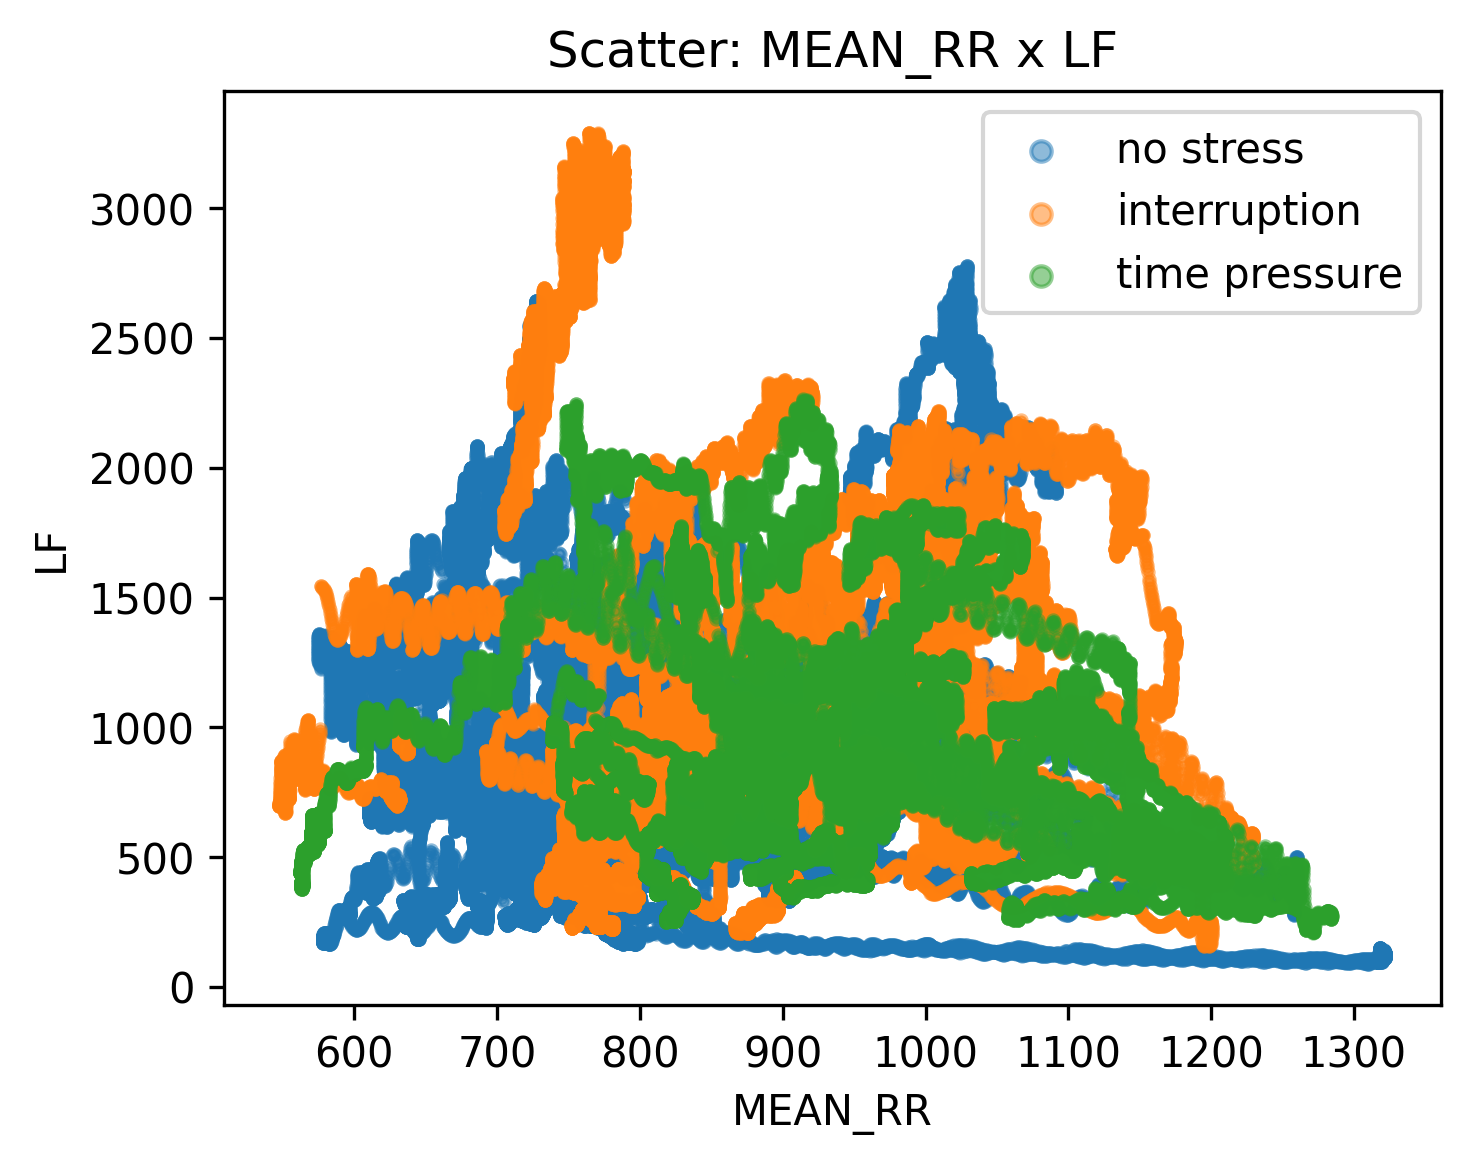 Scatter: MEAN_RR x LF
no stress
interruption
time pressure
LF
3000
2500
2000
1500
1000
500
0
600 700 800 900 1000 1100 1200 1300
MEAN_RR